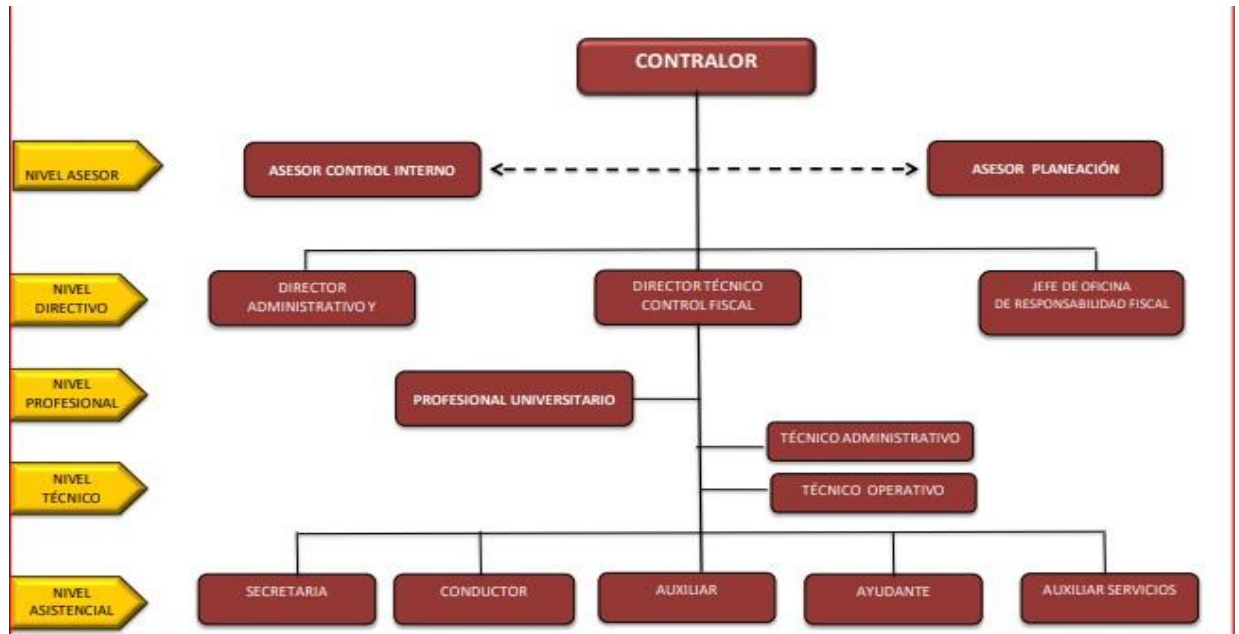 CONTRALOR
NIVEL ASESOR
ASESOR CONTROL INTERNO
ASESOR PLANEACIÓN
NIVEL
DIRECTIVO
DIRECTOR
ADMINISTRATIVO Y
DIRECTOR TÉCNICO
CONTROL FISCAL
JEFE DE OFICINA
DE RESPONSABILIDAD FISCAL
NIVEL
PROFESIONAL
PROFESIONAL UNIVERSITARIO
TÉCNICO ADMINISTRATIVO
NIVEL
TÉCNICO
TÉCNICO OPERATIVO
NIVEL
ASISTENCIAL
SECRETARIA
CONDUCTOR
AUXILIAR
AYUDANTE
AUXILIAR SERVICIOS